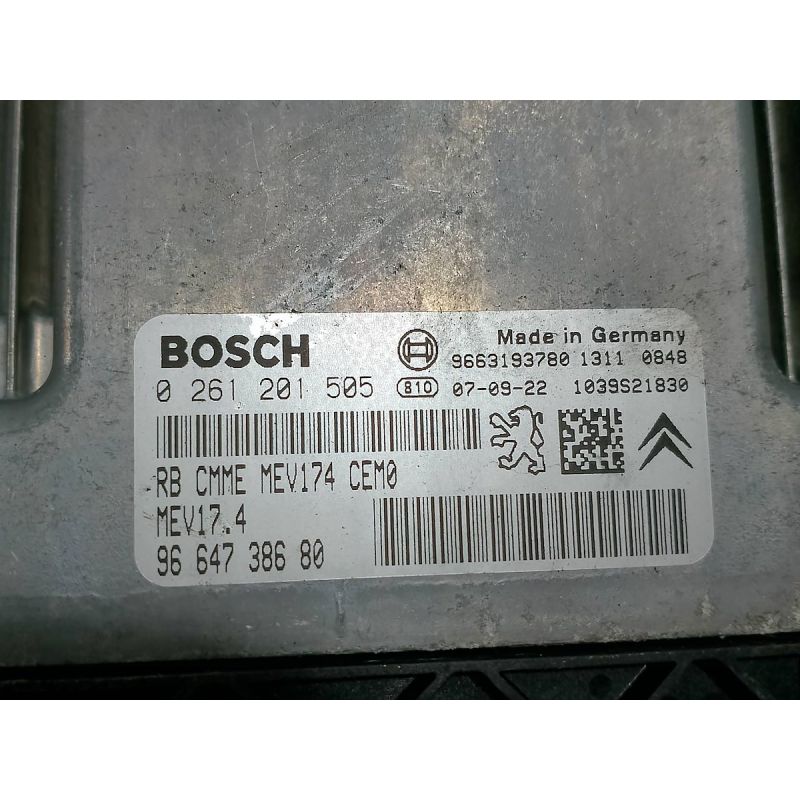 BOSCH Made in Germany
9663193780 1311 0848
0 261 201 505 810 07-09-22 1039S21830
RB CMME MEV174 CEM0
MEV17.4
96 647 386 80